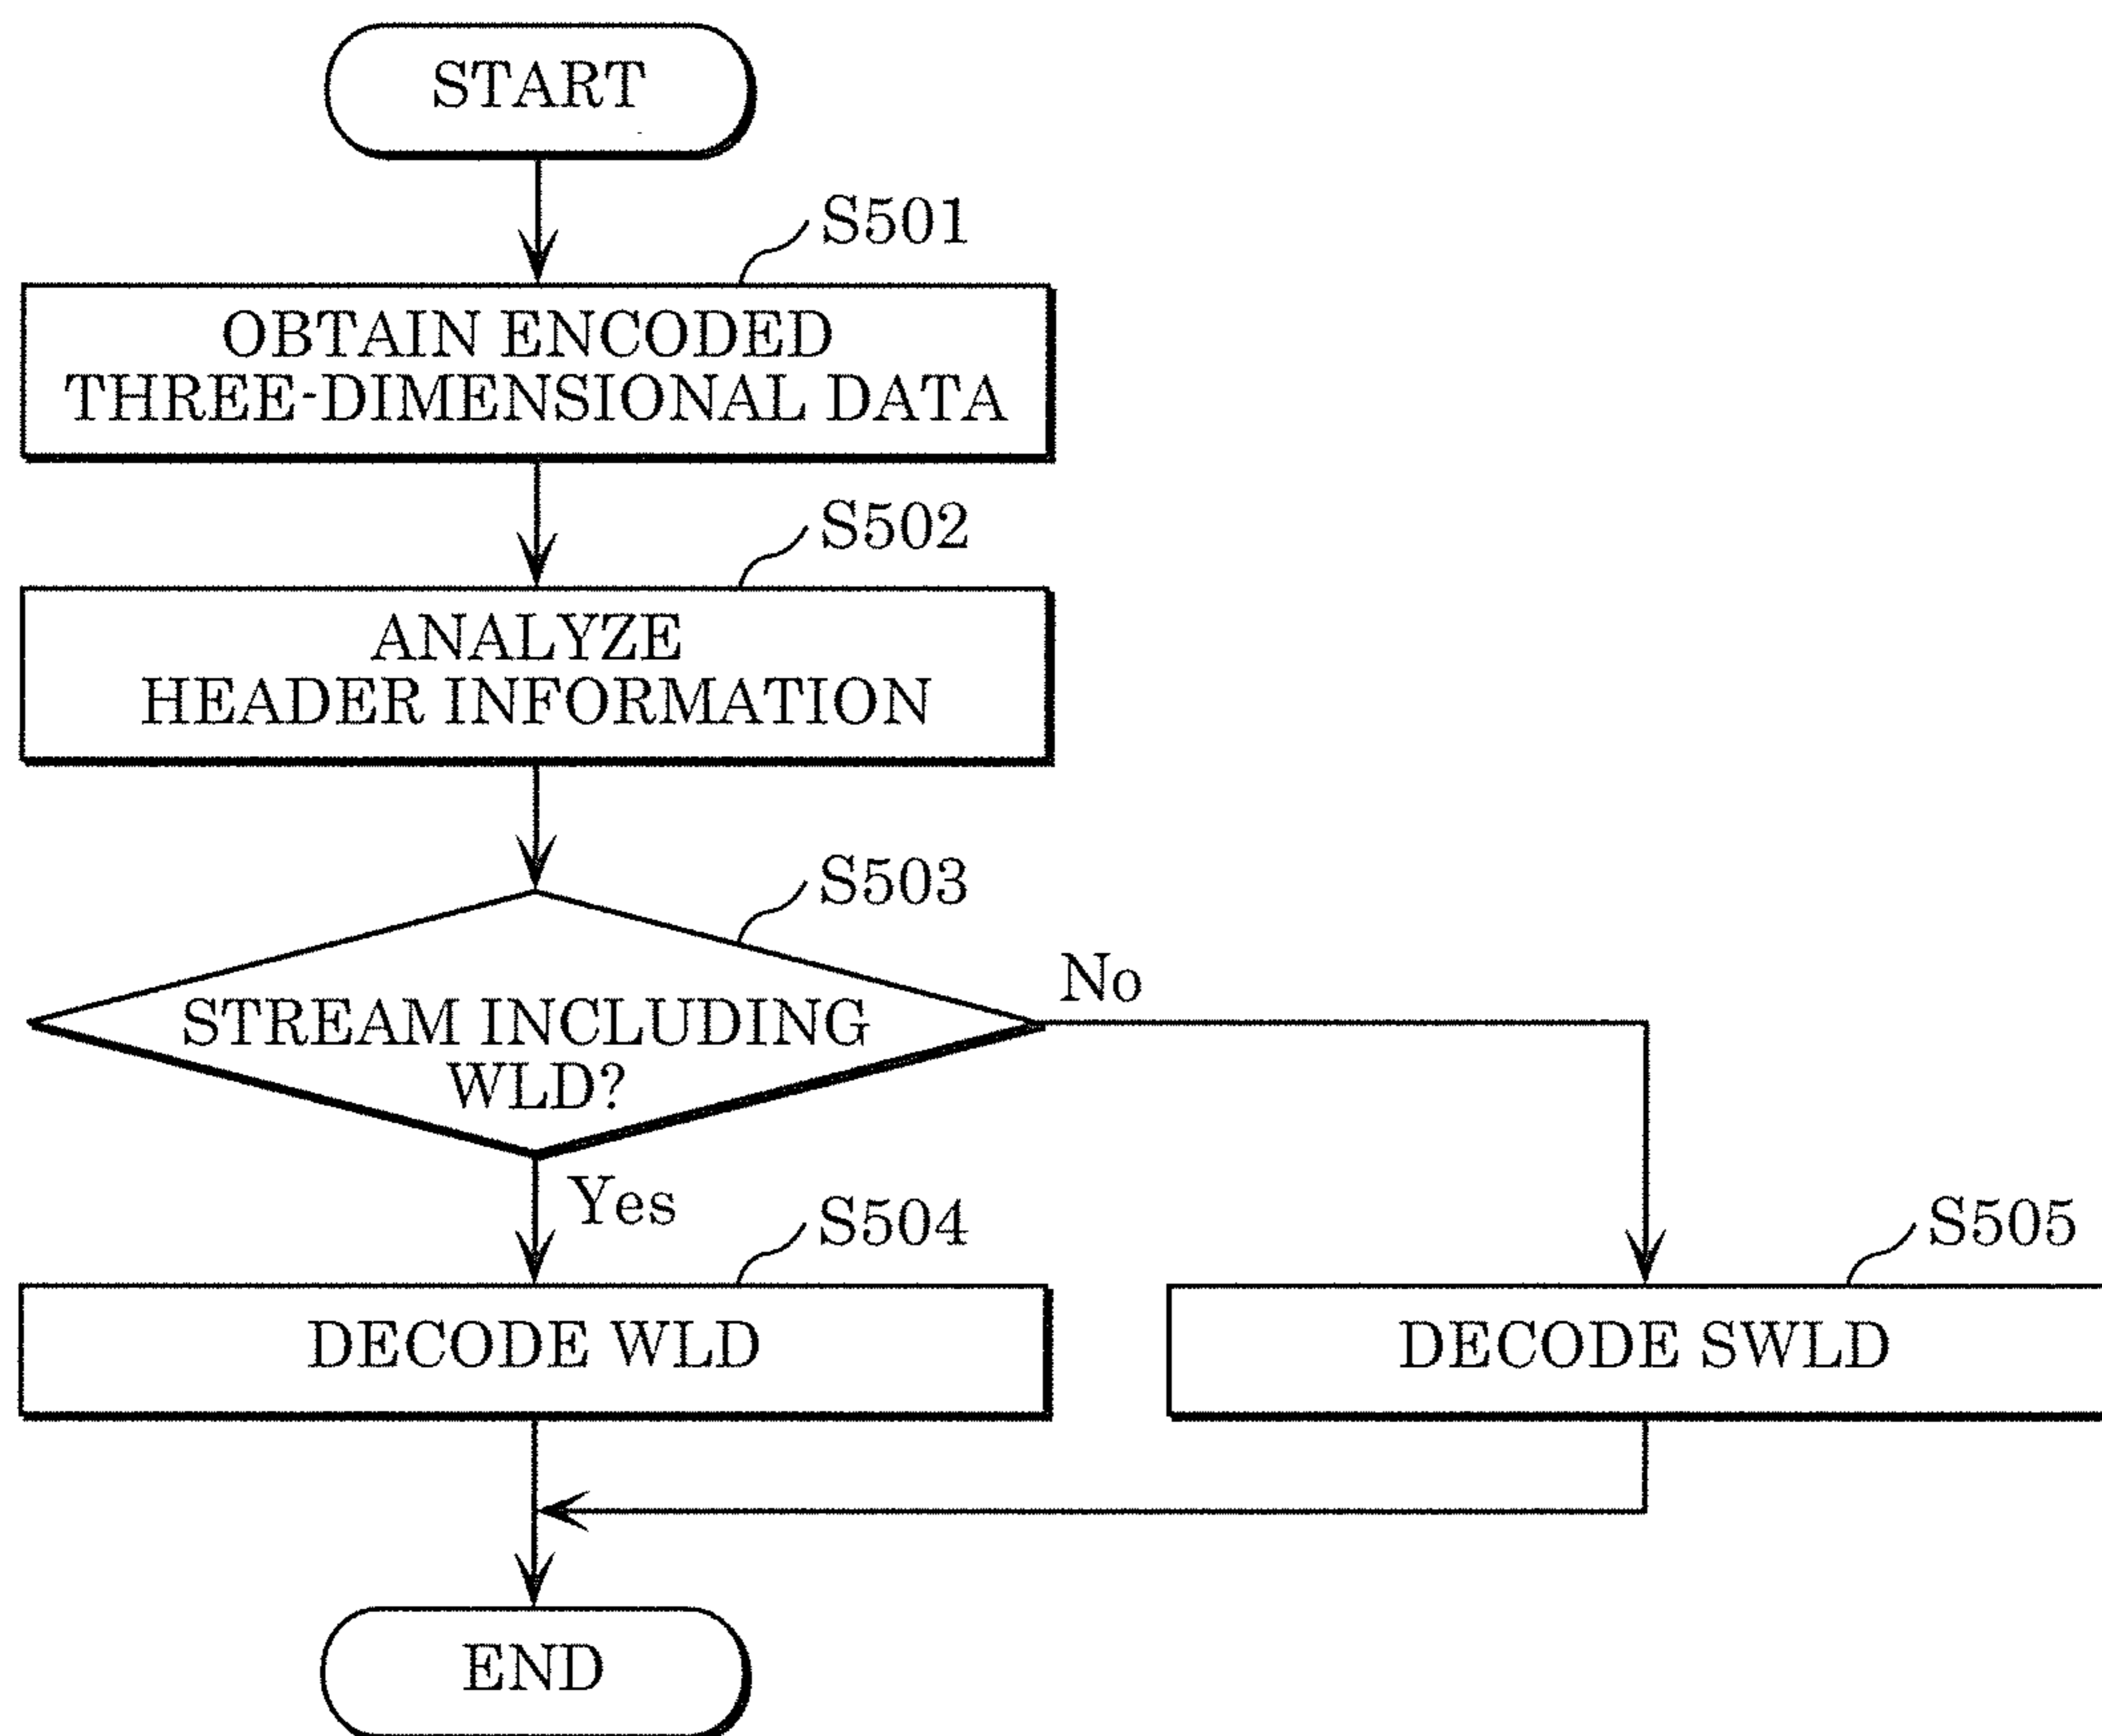 START
S501
OBTAIN ENCODED
THREE-DIMENSIONAL DATA
S502
ANALYZE
HEADER INFORMATION
S503
STREAM INCLUDING
WLD?
No
Yes
S504
S505
DECODE WLD
DECODE SWLD
END